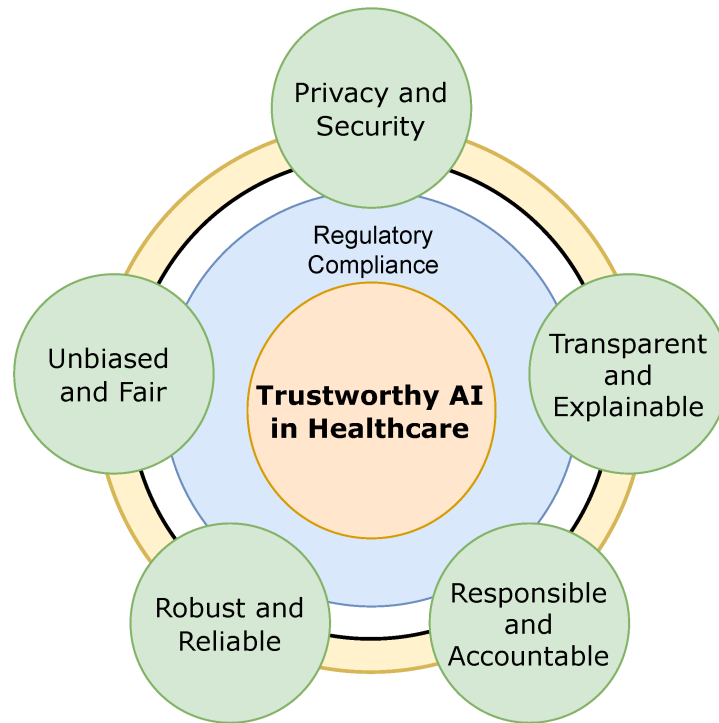 Privacy and
Security
Regulatory
Compliance
Unbiased
and Fair
Transparent
and
Explainable
Trustworthy AI
in Healthcare
Robust and
Reliable
Responsible
and
Accountable